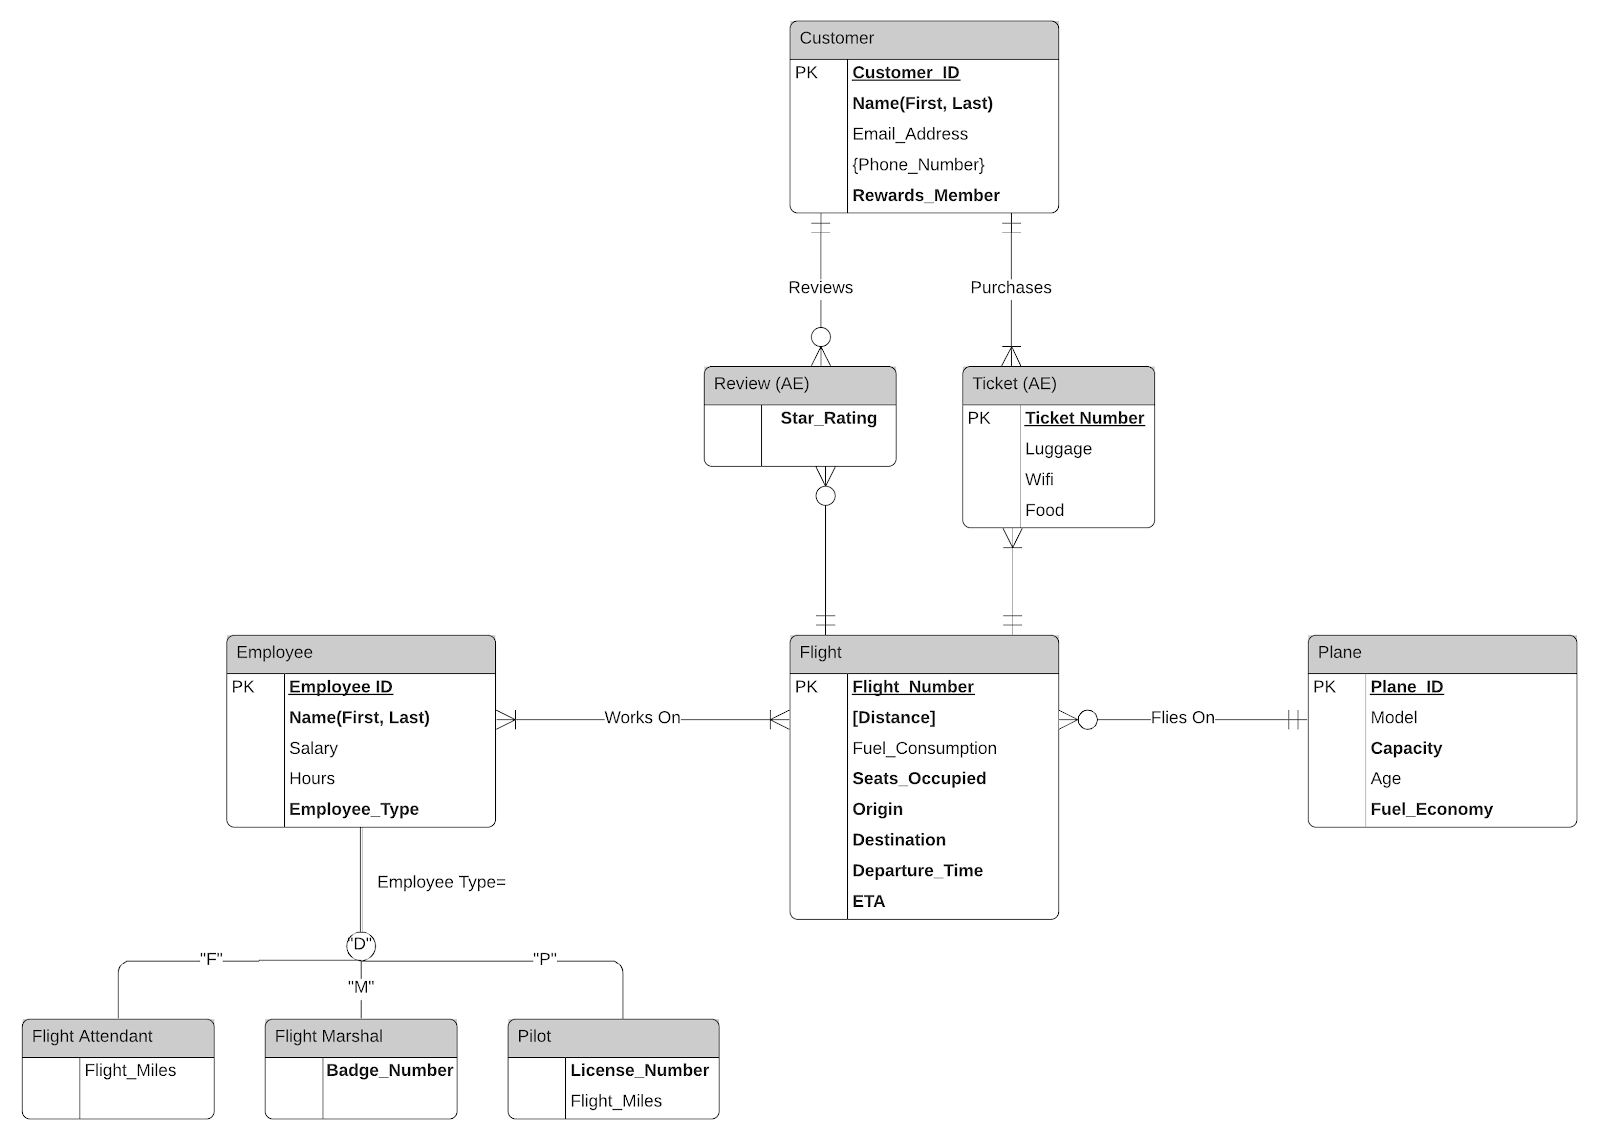 Customer
PK Customer_ID
Name(First, Last)
Email_Address
{Phone_Number}
Rewards_Member
Reviews
Purchases
Review (AE)
Star_Rating
Ticket (AE)
PK Ticket Number
Luggage
Wifi
Food
Employee
PK Employee ID
Name(First, Last)
Salary
Hours
Employee_Type
Works On
Flight
PK Flight_Number
[Distance]
Fuel_Consumption
Seats_Occupied
Origin
Destination
Departure_Time
ETA
Flies On
Plane
PK Plane_ID
Model
Capacity
Age
Fuel_Economy
Employee Type=
"D"
"F"
"M"
"P"
Flight Attendant
Flight_Miles
Flight Marshal
Badge_Number
Pilot
License_Number
Flight_Miles